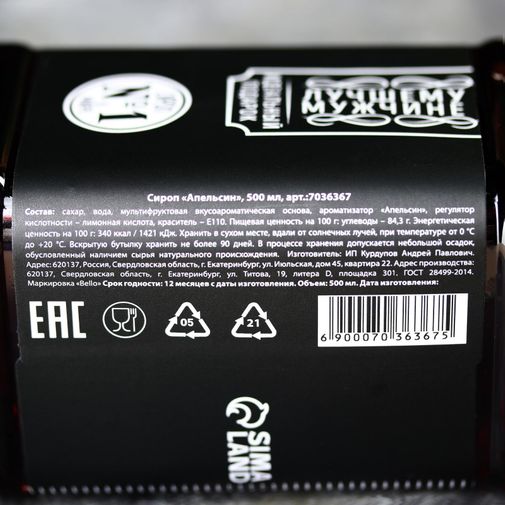 №1
ИДЕАЛЬНЫЙ
ПОДАРОК
ЛУЧШЕМУ
МУЖЧИНЕ
Сироп «Апельсин», 500 мл, арт.:7036367
Состав: сахар, вода, мультифруктовая вкусоароматическая основа, ароматизатор «Апельсин», регулятор
кислотности – лимонная кислота, краситель – Е110. Пищевая ценность на 100 г: углеводы – 84,3 г. Энергетическая
ценность на 100 г: 340 ккал / 1421 кДж. Хранить в сухом месте, вдали от солнечных лучей, при температуре от 0 °С
до +20 °С. Вскрытую бутылку хранить не более 90 дней. В процессе хранения допускается небольшой осадок,
обусловленный наличием сырья натурального происхождения. Изготовитель: ИП Курдупов Андрей Павлович.
Адрес: 620137, Россия, Свердловская область, г. Екатеринбург, ул. Июльская, дом 45, квартира 22. Адрес производства:
620137, Свердловская область, г. Екатеринбург, ул. Титова, 19, литера D, площадка 301. ГОСТ 28499-2014.
Маркировка «Bello» Срок годности: 12 месяцев с даты изготовления. Объем: 500 мл. Дата изготовления:
EAC
05
21
6 900070 363675
SIMA
LAND